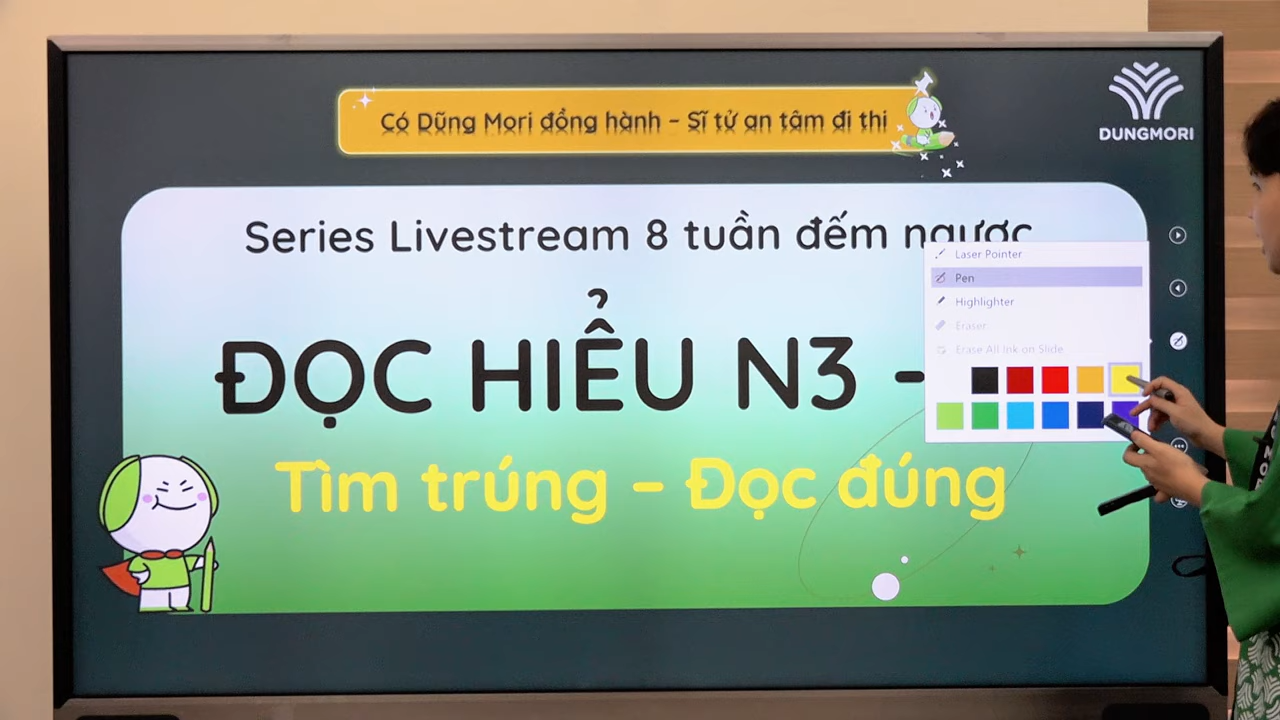 Có Dũng Mori đồng hành – Sĩ tử an tâm đi thi
DUNGMORI
Series Livestream 8 tuần đếm ngược
ĐỌC HIỂU N3 -
Tìm trúng – Đọc đúng
Laser Pointer
Pen
Highlighter
Eraser
Erase All Ink on Slide